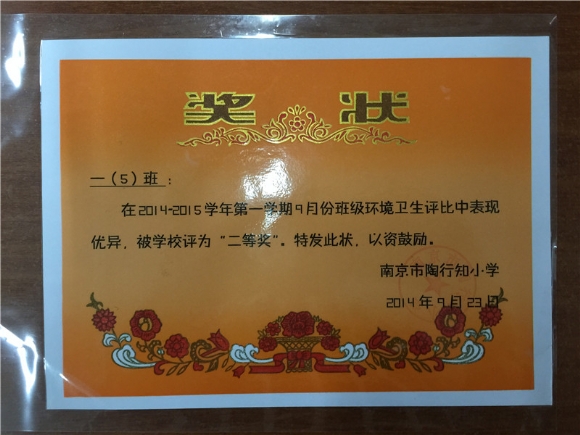 奖 状
一（5）班：
在2014-2015学年第一学期9月份班级环境卫生评比中表现
优异，被学校评为“二等奖”。特发此状，以资鼓励。
南京市陶行知小学
2014年9月23日